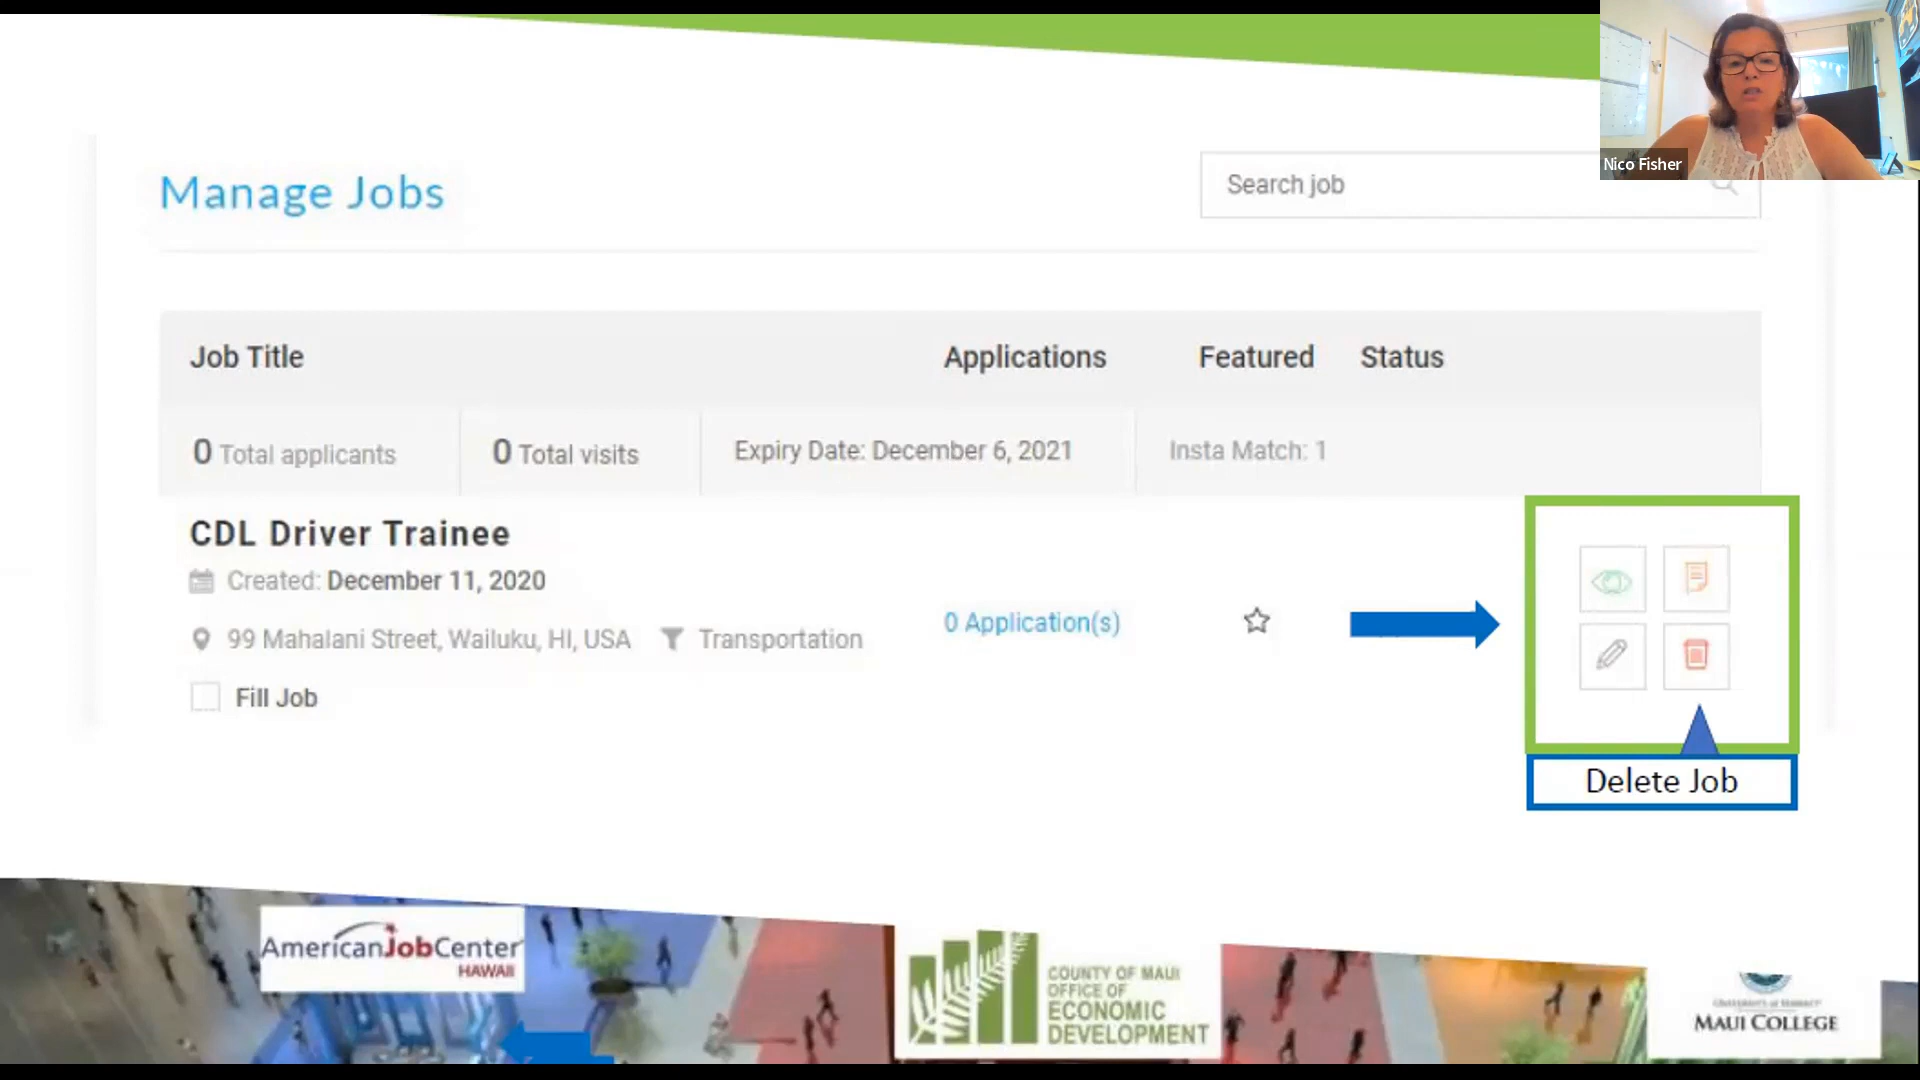 Nico Fisher
Manage Jobs
Search job
Job Title Applications Featured Status
0 Total applicants 0 Total visits Expiry Date: December 6, 2021 Insta Match: 1
CDL Driver Trainee
Created: December 11, 2020
0 Application(s)
99 Mahalani Street, Wailuku, HI, USA Transportation
Fill Job
Delete Job
AmericanJobCenter
HAWAII
COUNTY OF MAUI
OFFICE OF
ECONOMIC
DEVELOPMENT
MAUI COLLEGE